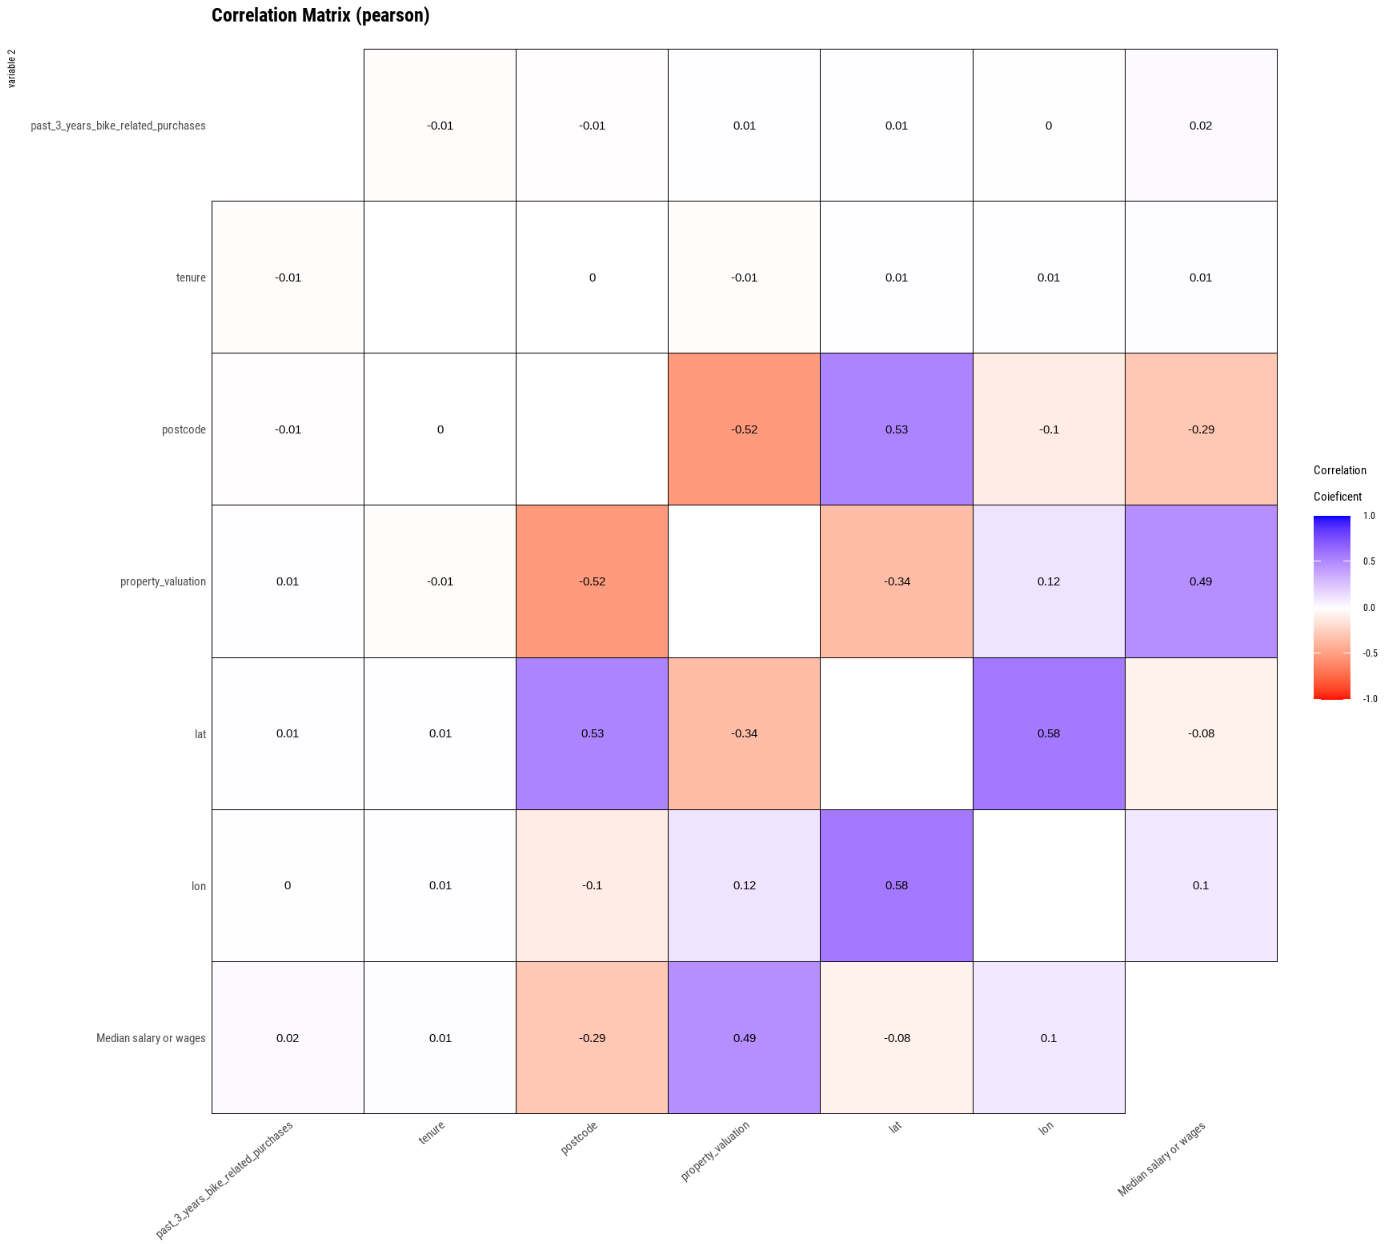 Correlation Matrix (pearson)
variable 2
past_3_years_bike_related_purchases
-0.01
-0.01
0.01
0.01
0
0.02
tenure
-0.01
0
-0.01
0.01
0.01
0.01
postcode
-0.01
0
-0.52
0.53
-0.1
-0.29
property_valuation
0.01
-0.01
-0.52
-0.34
0.12
0.49
lat
0.01
0.01
0.53
-0.34
0.58
-0.08
lon
0
0.01
-0.1
0.12
0.58
0.1
Median salary or wages
0.02
0.01
-0.29
0.49
-0.08
0.1
past_3_years_bike_related_purchases
tenure
postcode
property_valuation
lat
lon
Median salary or wages
Correlation
Coieficent
1.0
0.5
0.0
-0.5
-1.0